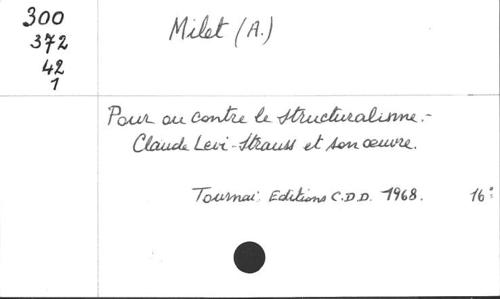 300
372
42
1
Milet (A.)
Pour ou contre le structuralisme.-
Claude Levi-Strauss et son œuvre.
Tournai: Editions C.D.D. 1968. 16°